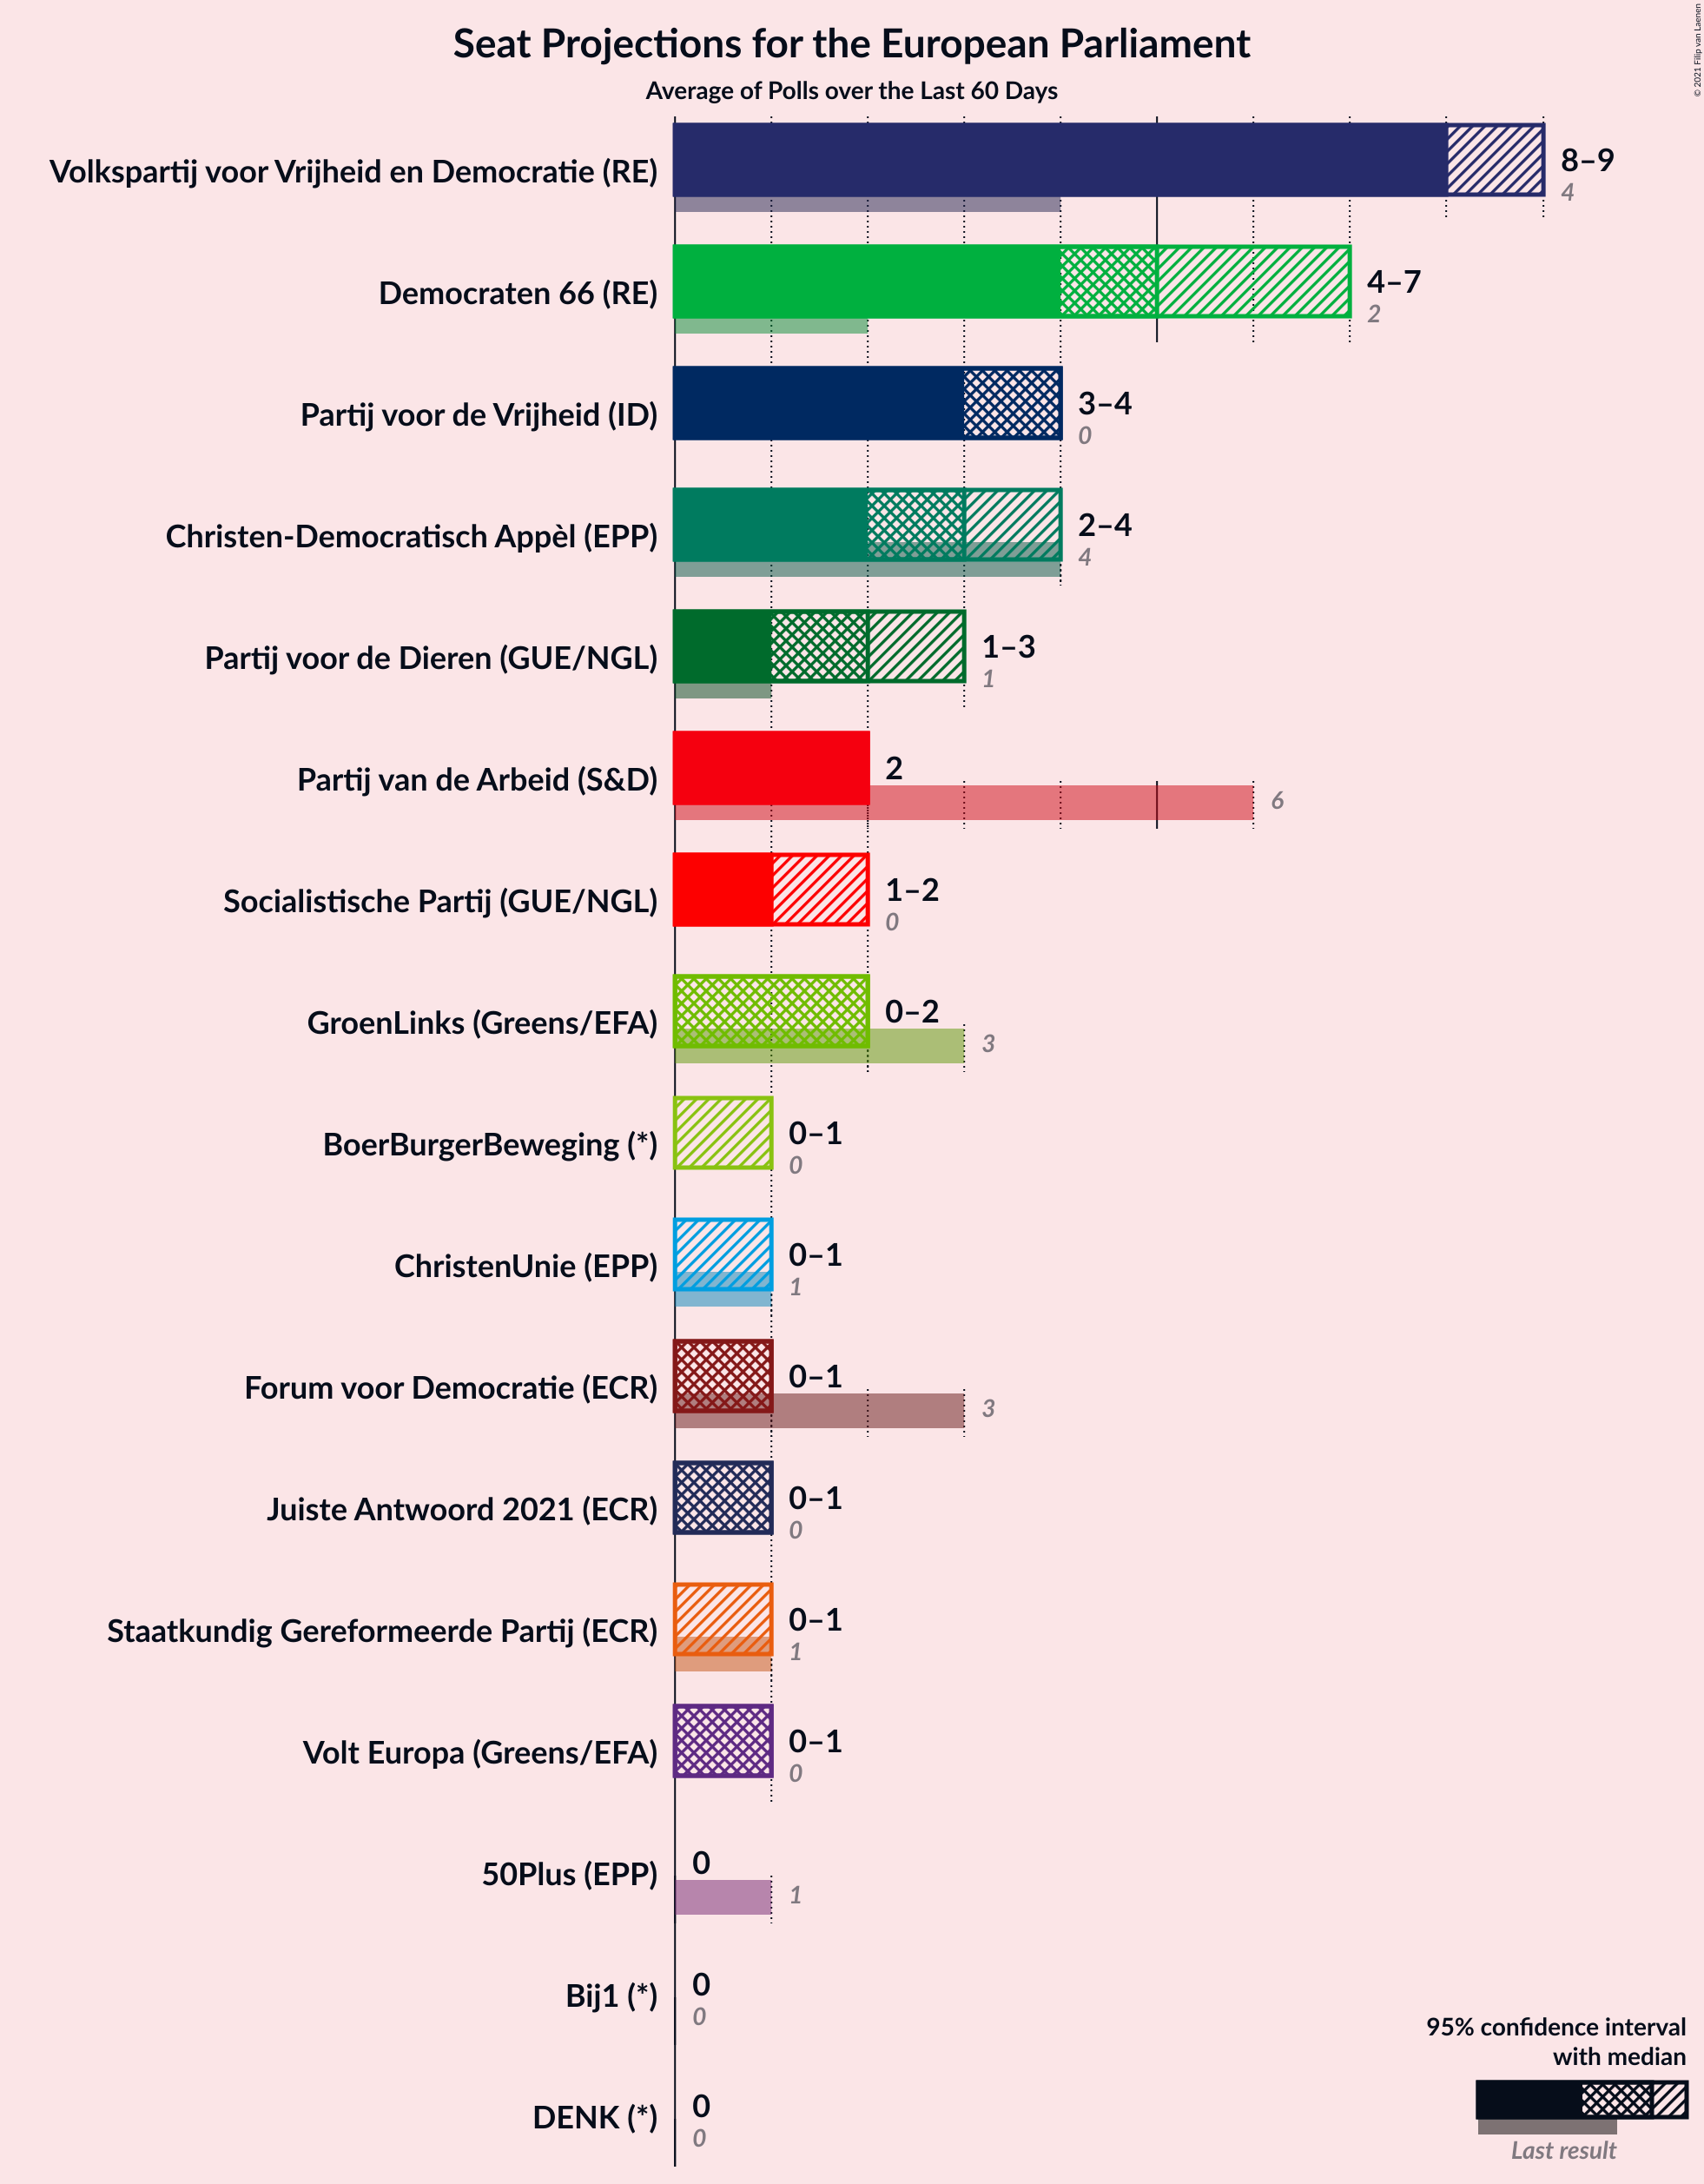 Seat Projections for the European Parliament
Average of Polls over the Last 60 Days
© 2021 Filip van Laenen
Volkspartij voor Vrijheid en Democratie (RE)
8–9
4
Democraten 66 (RE)
4–7
2
Partij voor de Vrijheid (ID)
3–4
0
Christen-Democratisch Appèl (EPP)
2–4
4
Partij voor de Dieren (GUE/NGL)
1–3
1
Partij van de Arbeid (S&D)
2
6
Socialistische Partij (GUE/NGL)
1–2
0
GroenLinks (Greens/EFA)
0–2
3
BoerBurgerBeweging (*)
0–1
0
ChristenUnie (EPP)
0–1
1
Forum voor Democratie (ECR)
0–1
3
Juiste Antwoord 2021 (ECR)
0–1
0
Staatkundig Gereformeerde Partij (ECR)
0–1
1
Volt Europa (Greens/EFA)
0–1
0
50Plus (EPP)
0
1
Bij1 (*)
0
0
DENK (*)
0
0
95% confidence interval
with median
Last result